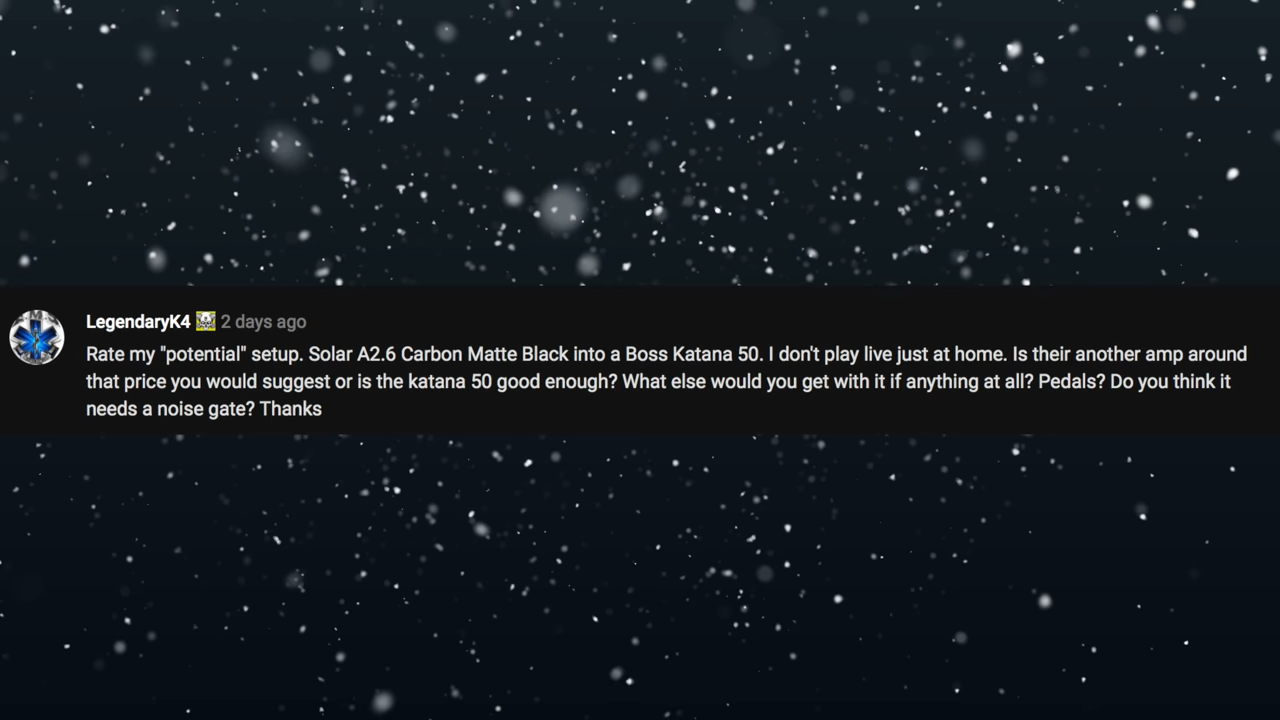 LegendaryK4 2 days ago
Rate my "potential" setup. Solar A2.6 Carbon Matte Black into a Boss Katana 50. I don't play live just at home. Is their another amp around
that price you would suggest or is the katana 50 good enough? What else would you get with it if anything at all? Pedals? Do you think it
needs a noise gate? Thanks